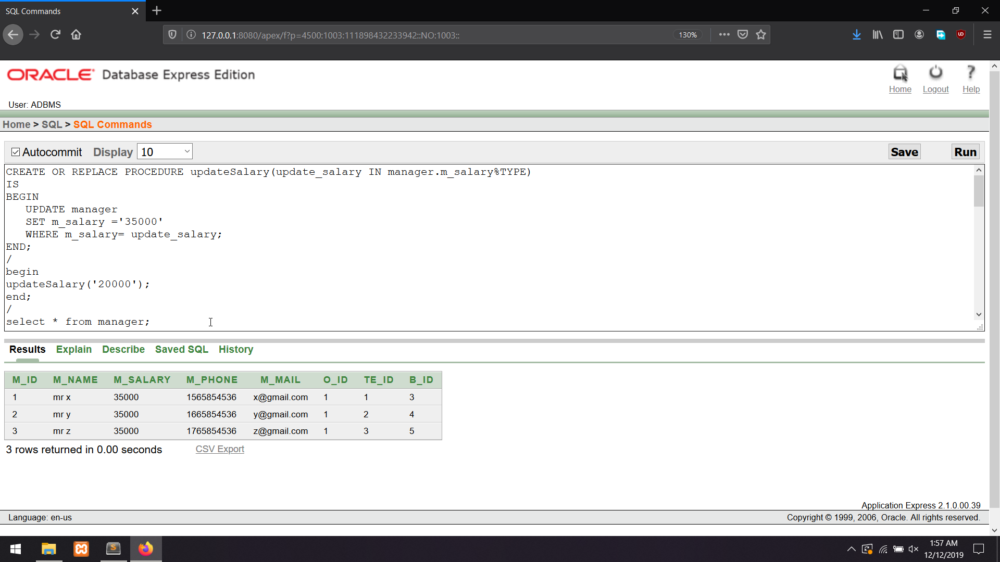 SQL Commands
127.0.0.1:8080/apex/f?p=4500:1003:111898432233942::NO:1003::
130%
ORACLE Database Express Edition
Home Logout Help
User: ADBMS
Home > SQL > SQL Commands
Autocommit Display 10 Save Run
CREATE OR REPLACE PROCEDURE updateSalary(update_salary IN manager.m_salary%TYPE)
IS
BEGIN
UPDATE manager
SET m_salary ='35000'
WHERE m_salary= update_salary;
END;
/
begin
updateSalary('20000');
end;
/
select * from manager;
Results Explain Describe Saved SQL History
M_ID M_NAME M_SALARY M_PHONE M_MAIL O_ID TE_ID B_ID
1 mr x 35000 1565854536 x@gmail.com 1 1 3
2 mr y 35000 1665854536 y@gmail.com 1 2 4
3 mr z 35000 1765854536 z@gmail.com 1 3 5
3 rows returned in 0.00 seconds CSV Export
Application Express 2.1.0.00.39
Language: en-us Copyright © 1999, 2006, Oracle. All rights reserved.
1:57 AM
12/12/2019